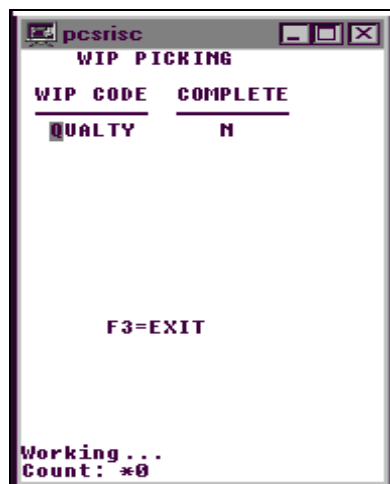 pcsrisc
WIP PICKING
WIP CODE COMPLETE
QUALTY N
F3=EXIT
Working...
Count: *0